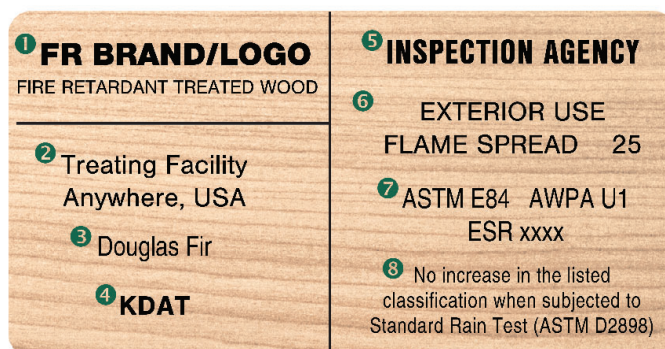 1 FR BRAND/LOGO
FIRE RETARDANT TREATED WOOD
2 Treating Facility
Anywhere, USA
3 Douglas Fir
4 KDAT
5 INSPECTION AGENCY
6 EXTERIOR USE
FLAME SPREAD 25
7 ASTM E84 AWPA U1
ESR xxxx
8 No increase in the listed
classification when subjected to
Standard Rain Test (ASTM D2898)